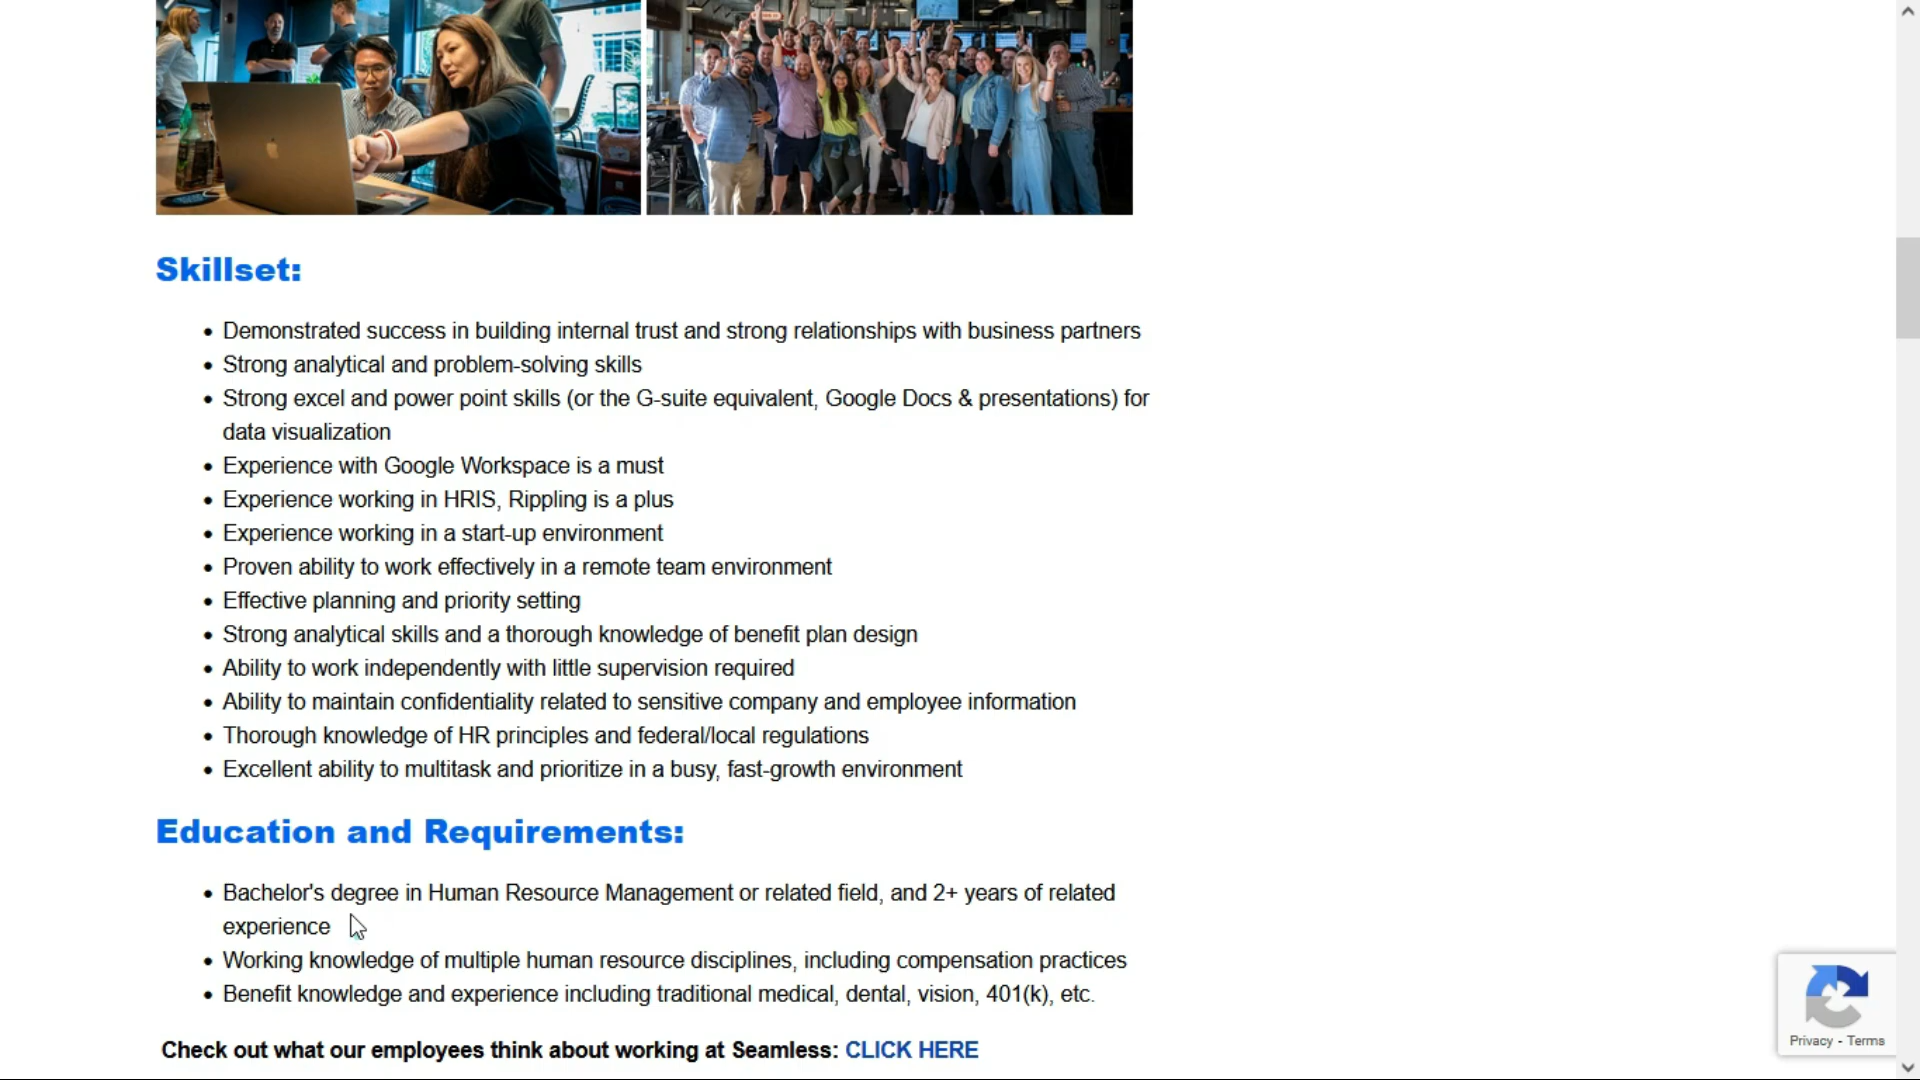 Skillset:
Demonstrated success in building internal trust and strong relationships with business partners
Strong analytical and problem-solving skills
Strong excel and power point skills (or the G-suite equivalent, Google Docs & presentations) for
data visualization
Experience with Google Workspace is a must
Experience working in HRIS, Rippling is a plus
Experience working in a start-up environment
Proven ability to work effectively in a remote team environment
Effective planning and priority setting
Strong analytical skills and a thorough knowledge of benefit plan design
Ability to work independently with little supervision required
Ability to maintain confidentiality related to sensitive company and employee information
Thorough knowledge of HR principles and federal/local regulations
Excellent ability to multitask and prioritize in a busy, fast-growth environment
Education and Requirements:
Bachelor's degree in Human Resource Management or related field, and 2+ years of related
experience
Working knowledge of multiple human resource disciplines, including compensation practices
Benefit knowledge and experience including traditional medical, dental, vision, 401(k), etc.
Check out what our employees think about working at Seamless: CLICK HERE
Privacy - Terms